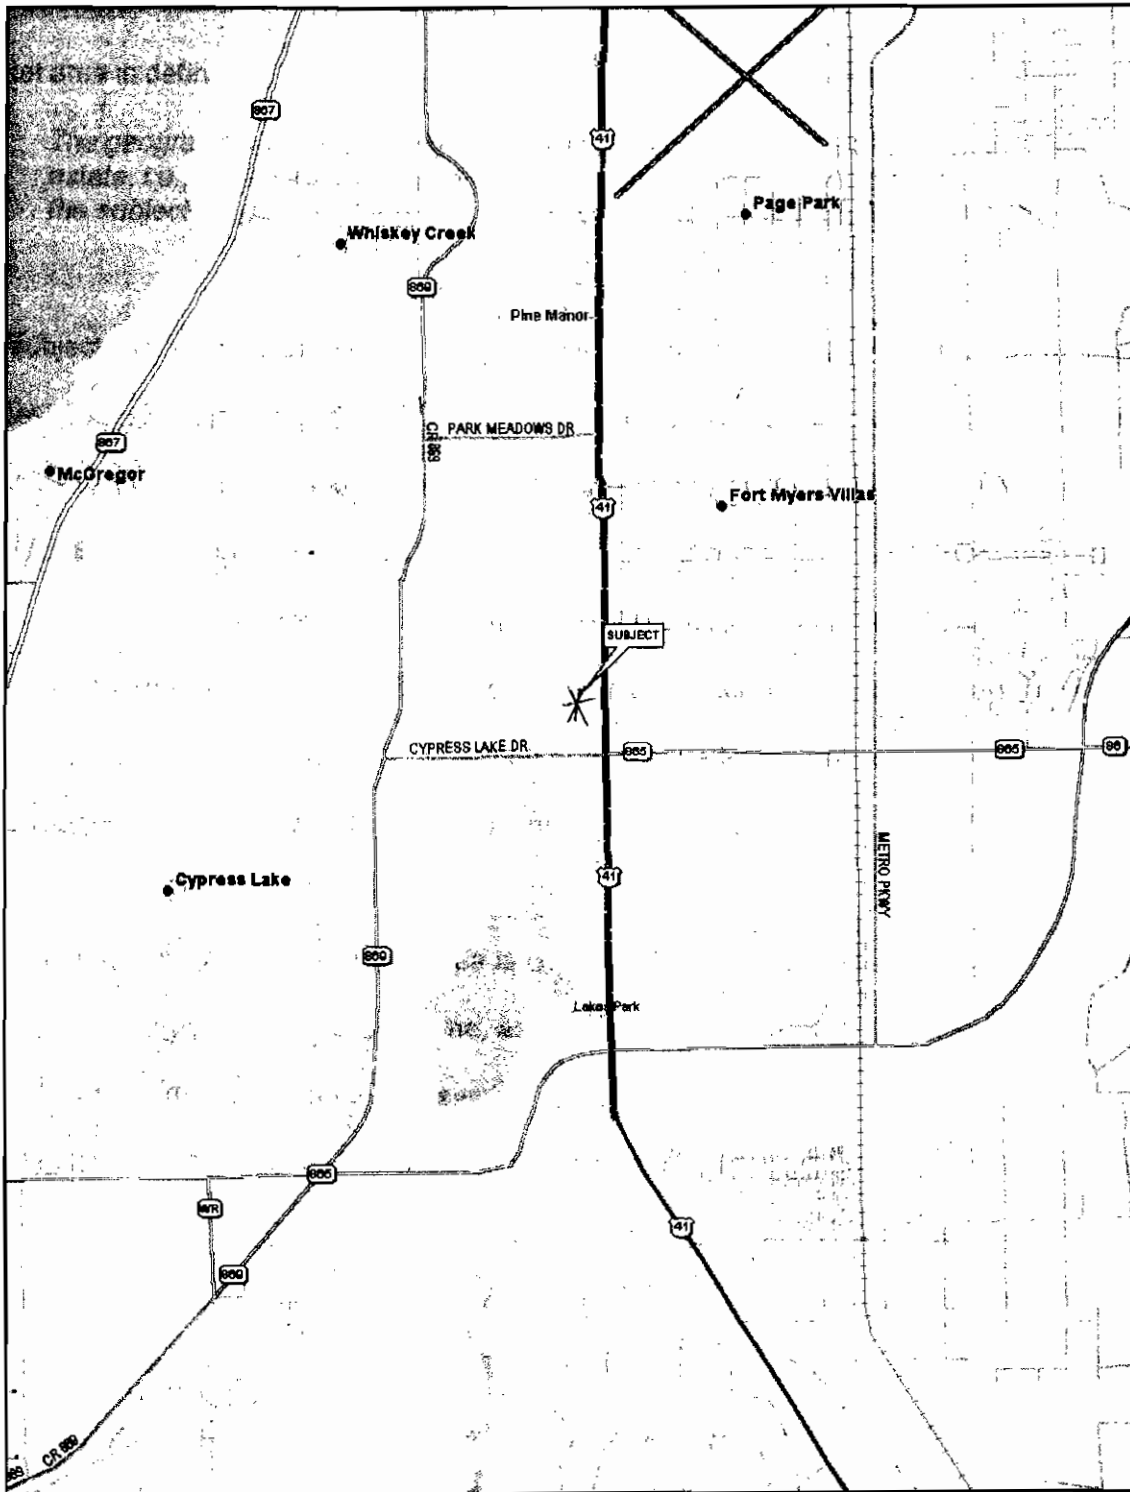 867
41
Page Park
Whiskey Creek
869
Pine Manor
CR 869
PARK MEADOWS DR
867
McGregor
41
Fort Myers Villas
SUBJECT
CYPRESS LAKE DR
865
865
86
METRO PKWY
Cypress Lake
41
869
Lakes Park
865
41
869
CR 869
869